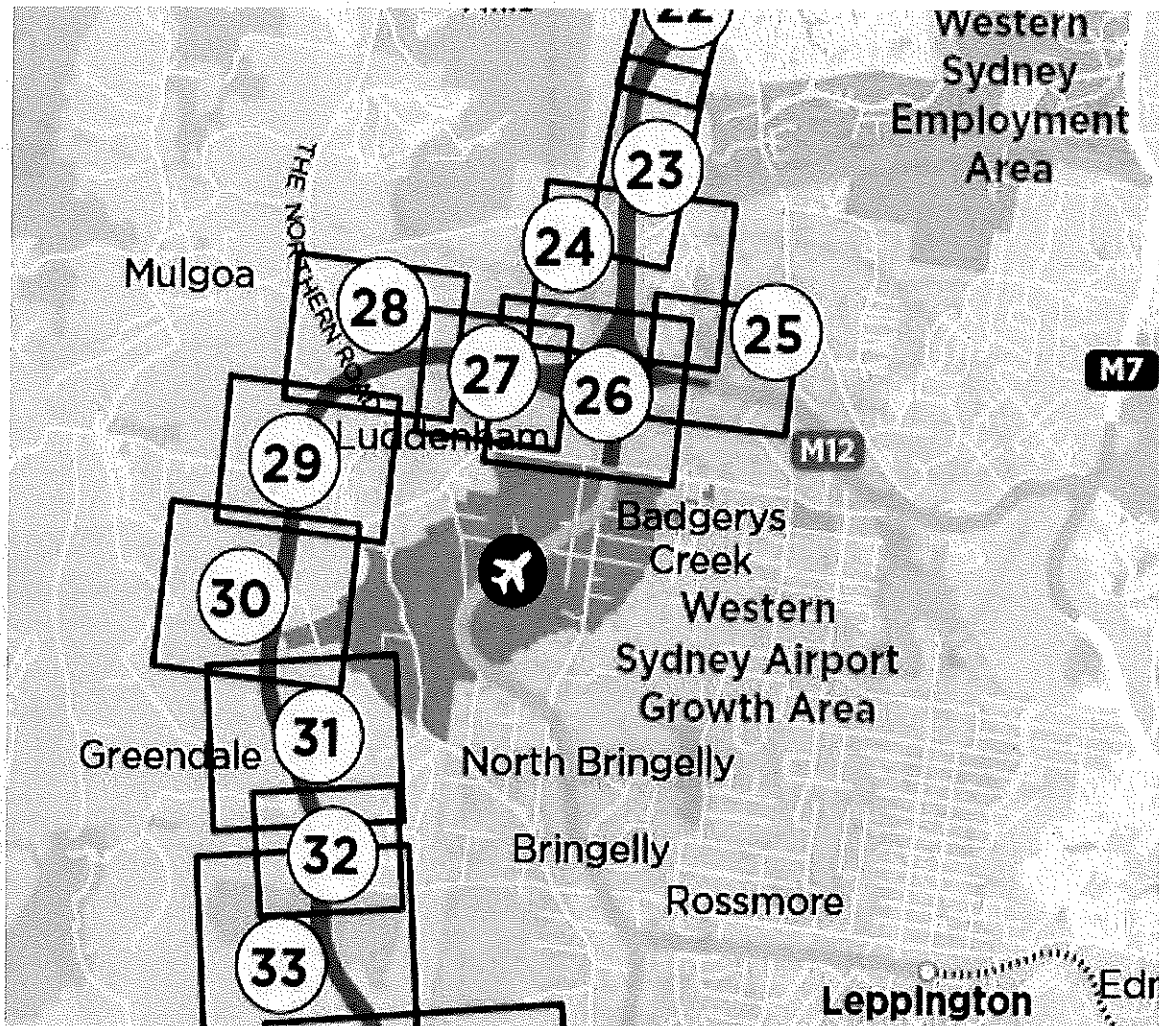 22
Western
Sydney
Employment
Area
23
THE NORTHERN ROAD
24
Mulgoa
28
25
27
M7
26
Luddenham
M12
29
Badgerys
Creek
30
Western
Sydney Airport
Growth Area
31
Greendale
North Bringelly
32
Bringelly
Rossmore
33
Leppington